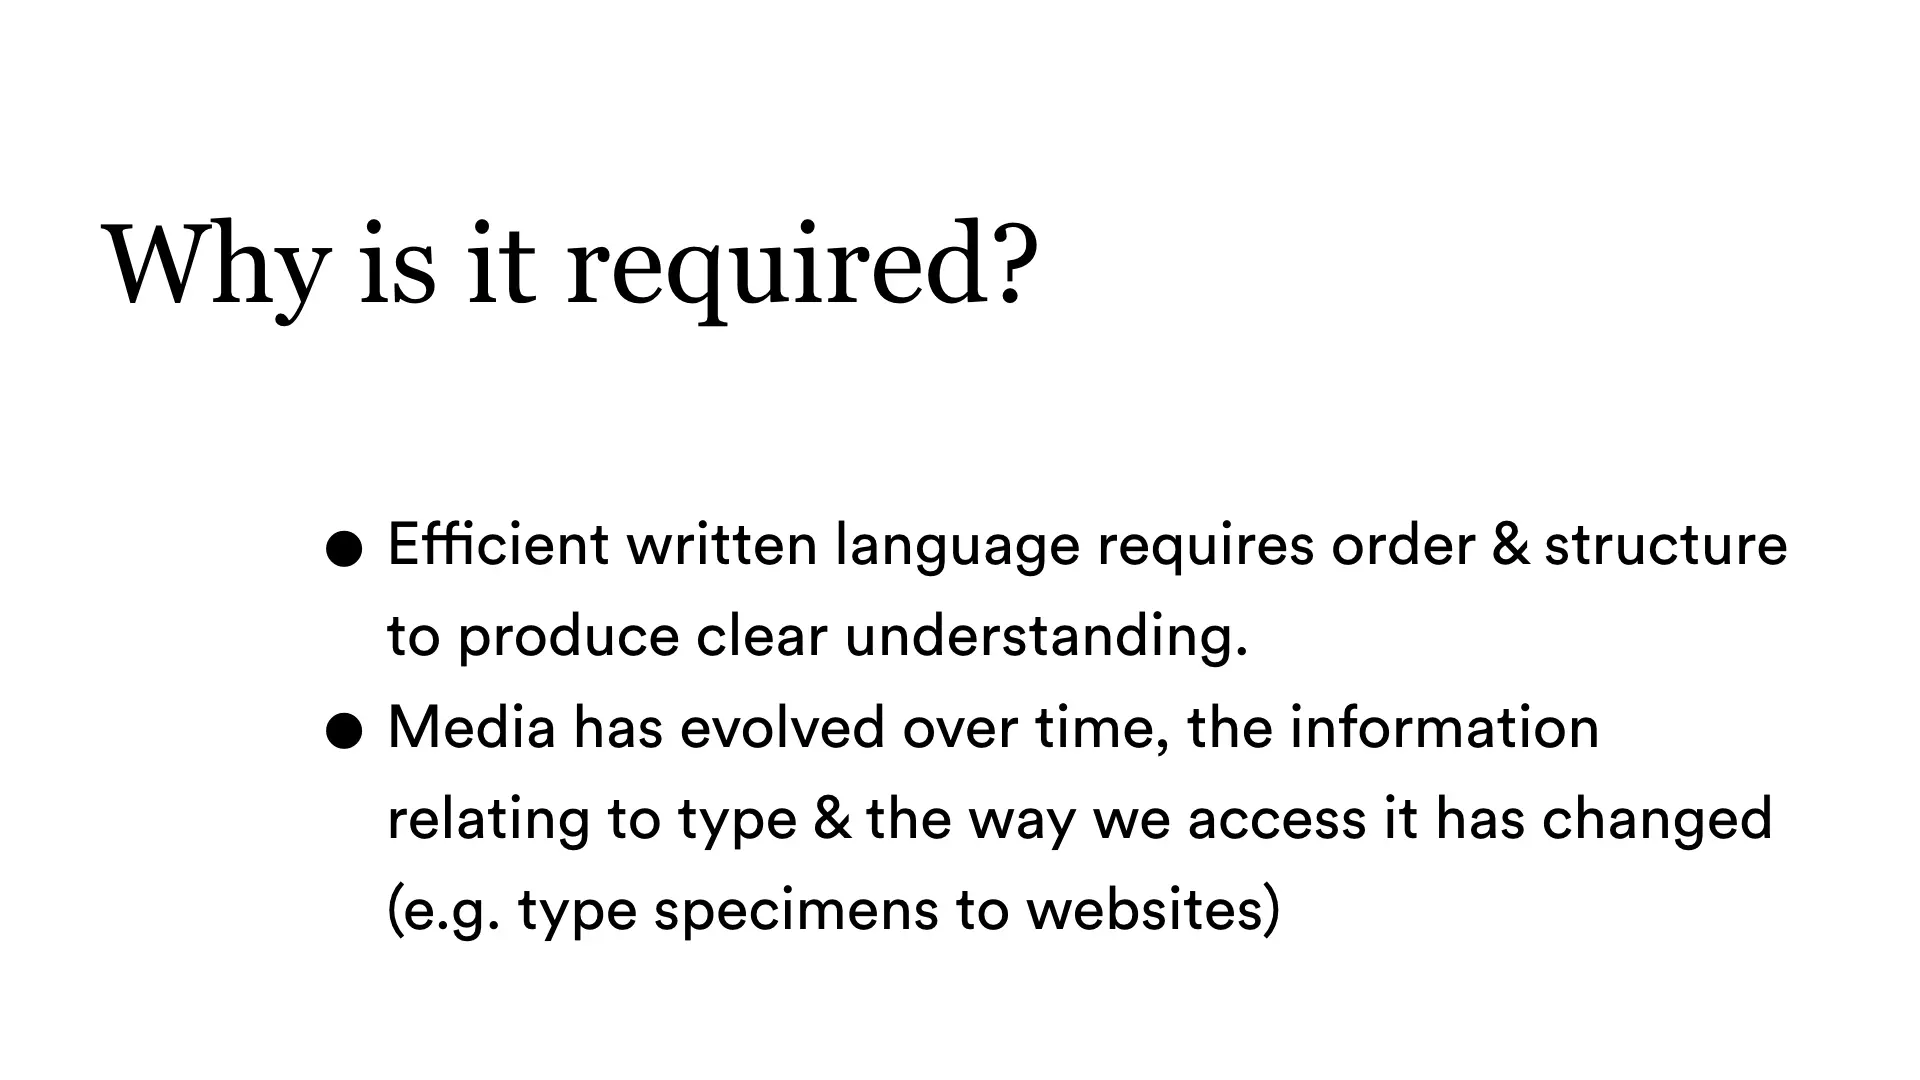 Why is it required?
● Efficient written language requires order & structure
to produce clear understanding.
● Media has evolved over time, the information
relating to type & the way we access it has changed
(e.g. type specimens to websites)